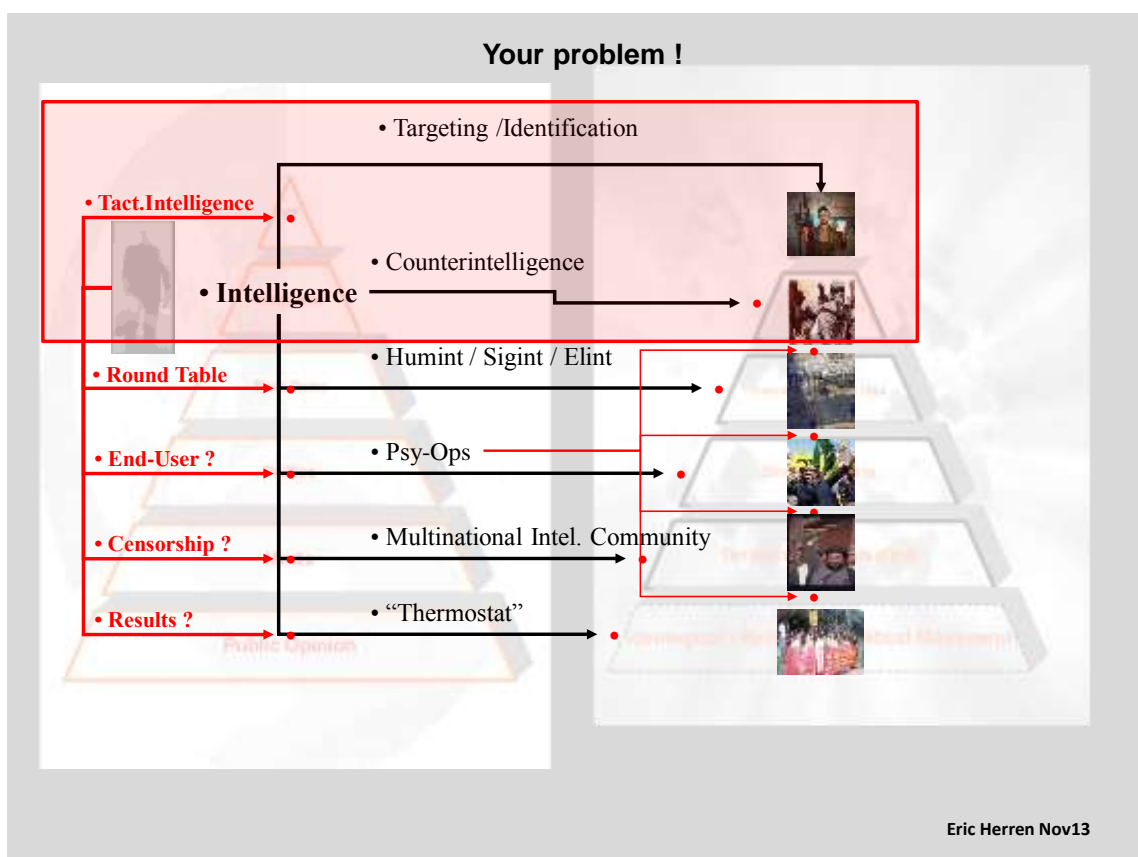 Your problem !
• Targeting /Identification
• Tact.Intelligence
• Counterintelligence
• Intelligence
• Humint / Sigint / Elint
• Round Table
• Psy-Ops
• End-User ?
• Multinational Intel. Community
• Censorship ?
• “Thermostat”
• Results ?
Public Opinion
Eric Herren Nov13